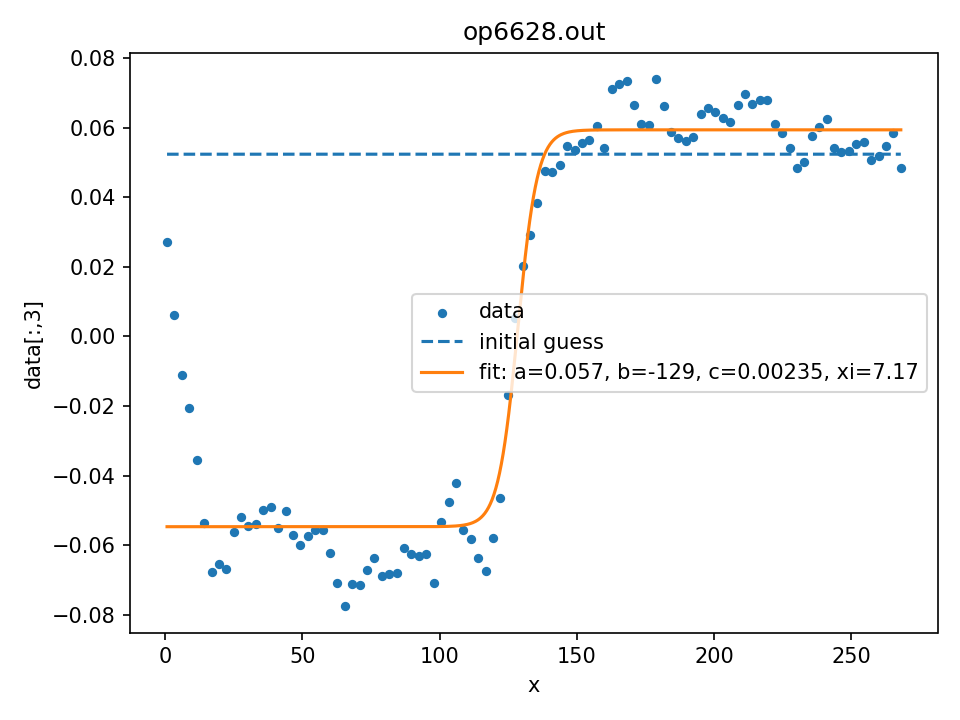 op6628.out
0.08
0.06
0.04
0.02
0.00
−0.02
−0.04
−0.06
−0.08
data[:,3]
data
initial guess
fit: a=0.057, b=-129, c=0.00235, xi=7.17
0 50 100 150 200 250
x